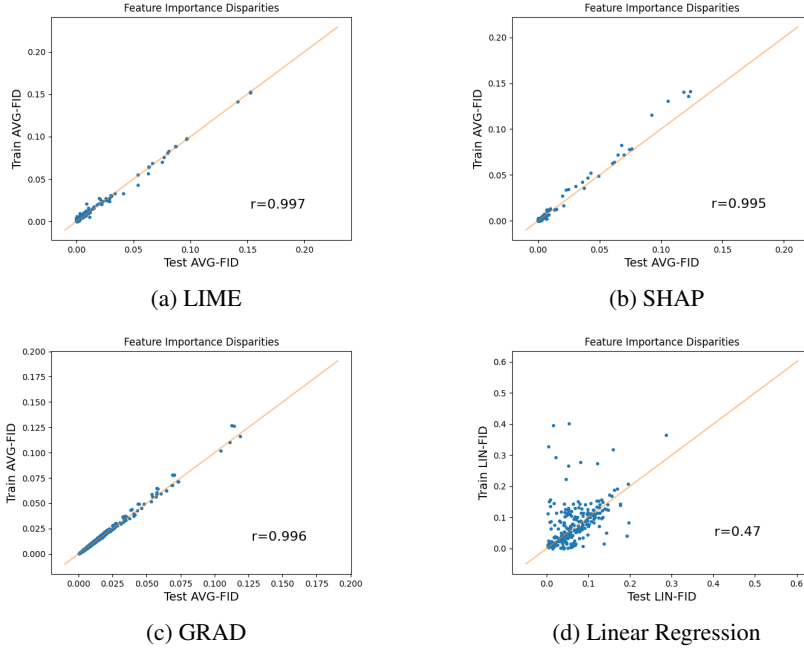 Feature Importance Disparities
0.20
0.15
0.10
0.05
0.00
Train AVG-FID
r=0.997
0.00 0.05 0.10 0.15 0.20
Test AVG-FID
(a) LIME
Feature Importance Disparities
0.20
0.15
0.10
0.05
0.00
Train AVG-FID
r=0.995
0.00 0.05 0.10 0.15 0.20
Test AVG-FID
(b) SHAP
Feature Importance Disparities
0.200
0.175
0.150
0.125
0.100
0.075
0.050
0.025
0.000
Train AVG-FID
r=0.996
0.000 0.025 0.050 0.075 0.100 0.125 0.150 0.175 0.200
Test AVG-FID
(c) GRAD
Feature Importance Disparities
0.6
0.5
0.4
0.3
0.2
0.1
0.0
Train LIN-FID
r=0.47
0.0 0.1 0.2 0.3 0.4 0.5 0.6
Test LIN-FID
(d) Linear Regression